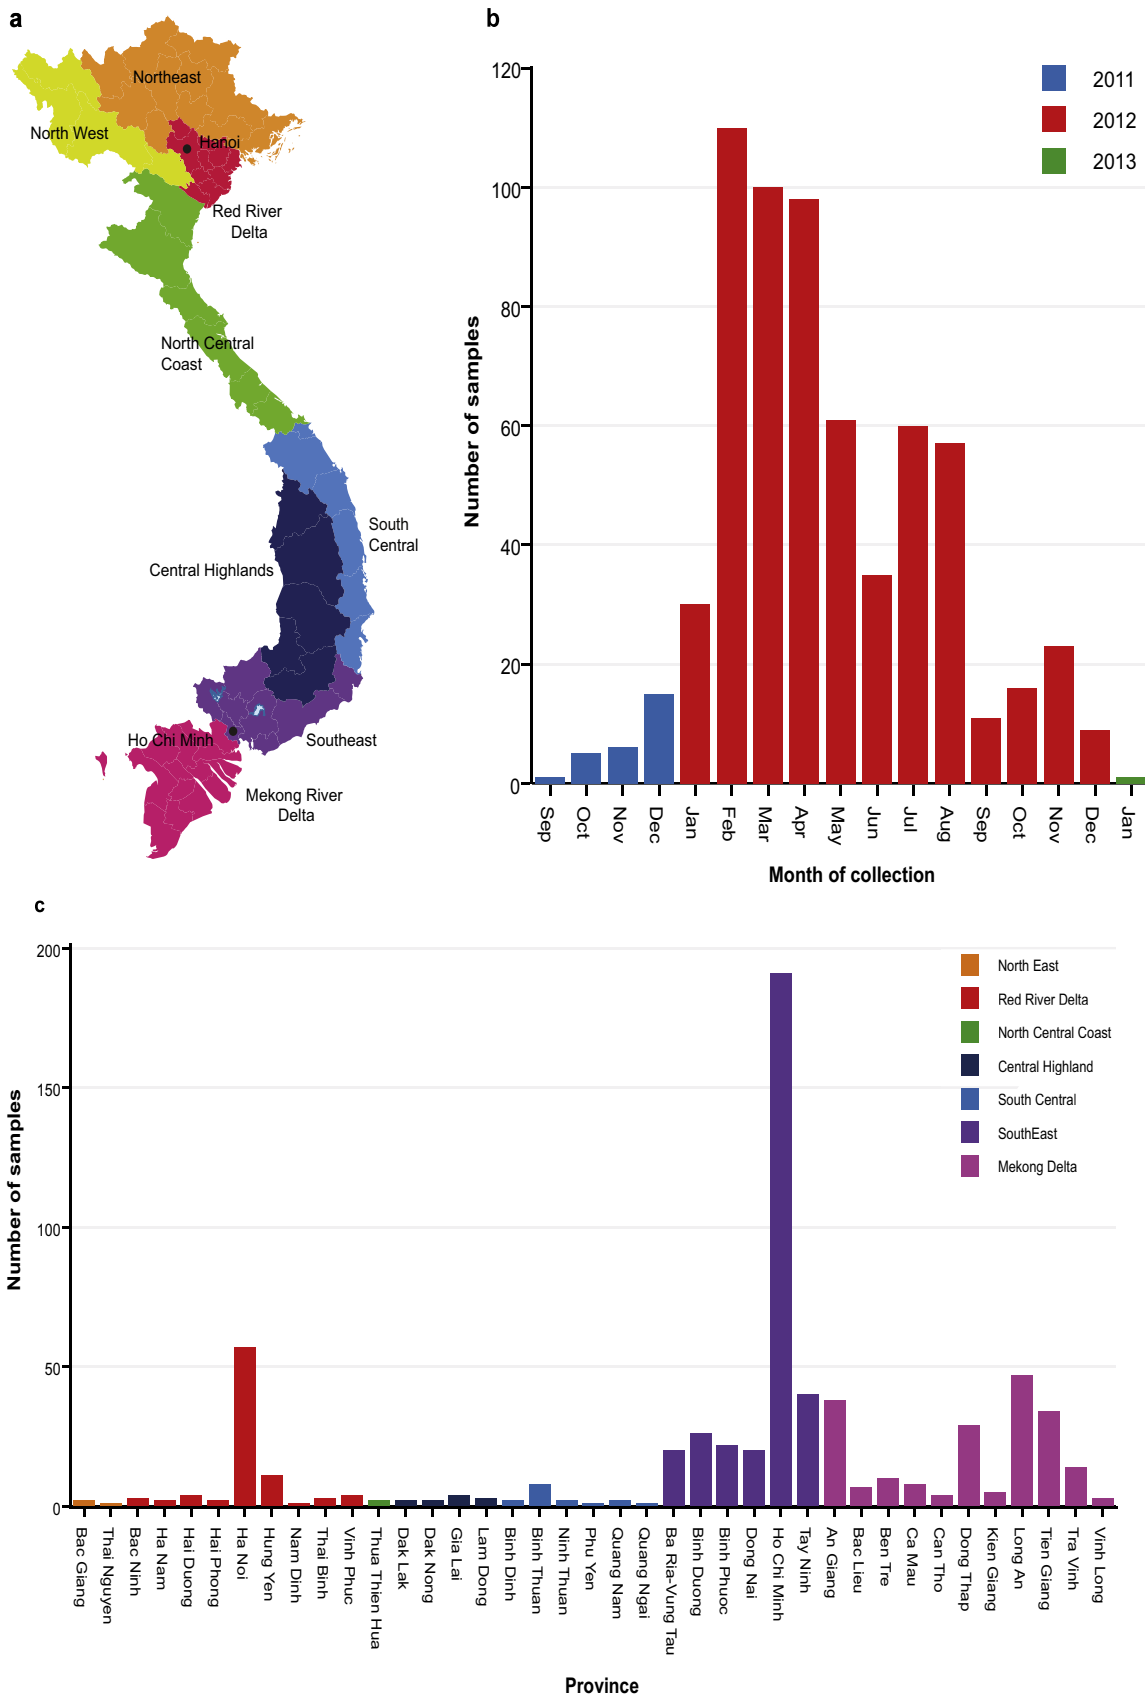 a
Northeast
North West
Hanoi
Red River
Delta
North Central
Coast
South
Central
Central Highlands
Ho Chi Minh
Southeast
Mekong River
Delta
b
120
100
80
60
40
20
0
Number of samples
2011
2012
2013
Sep
Oct
Nov
Dec
Jan
Feb
Mar
Apr
May
Jun
Jul
Aug
Sep
Oct
Nov
Dec
Jan
Month of collection
c
200
150
100
50
0
Number of samples
North East
Red River Delta
North Central Coast
Central Highland
South Central
SouthEast
Mekong Delta
Bac Giang
Thai Nguyen
Bac Ninh
Ha Nam
Hai Duong
Hai Phong
Ha Noi
Hung Yen
Nam Dinh
Thai Binh
Vinh Phuc
Thua Thien Hua
Dak Lak
Dak Nong
Gia Lai
Lam Dong
Binh Dinh
Binh Thuan
Ninh Thuan
Phu Yen
Quang Nam
Quang Ngai
Ba Ria-Vung Tau
Binh Duong
Binh Phuoc
Dong Nai
Ho Chi Minh
Tay Ninh
An Giang
Bac Lieu
Ben Tre
Ca Mau
Can Tho
Dong Thap
Kien Giang
Long An
Tien Giang
Tra Vinh
Vinh Long
Province